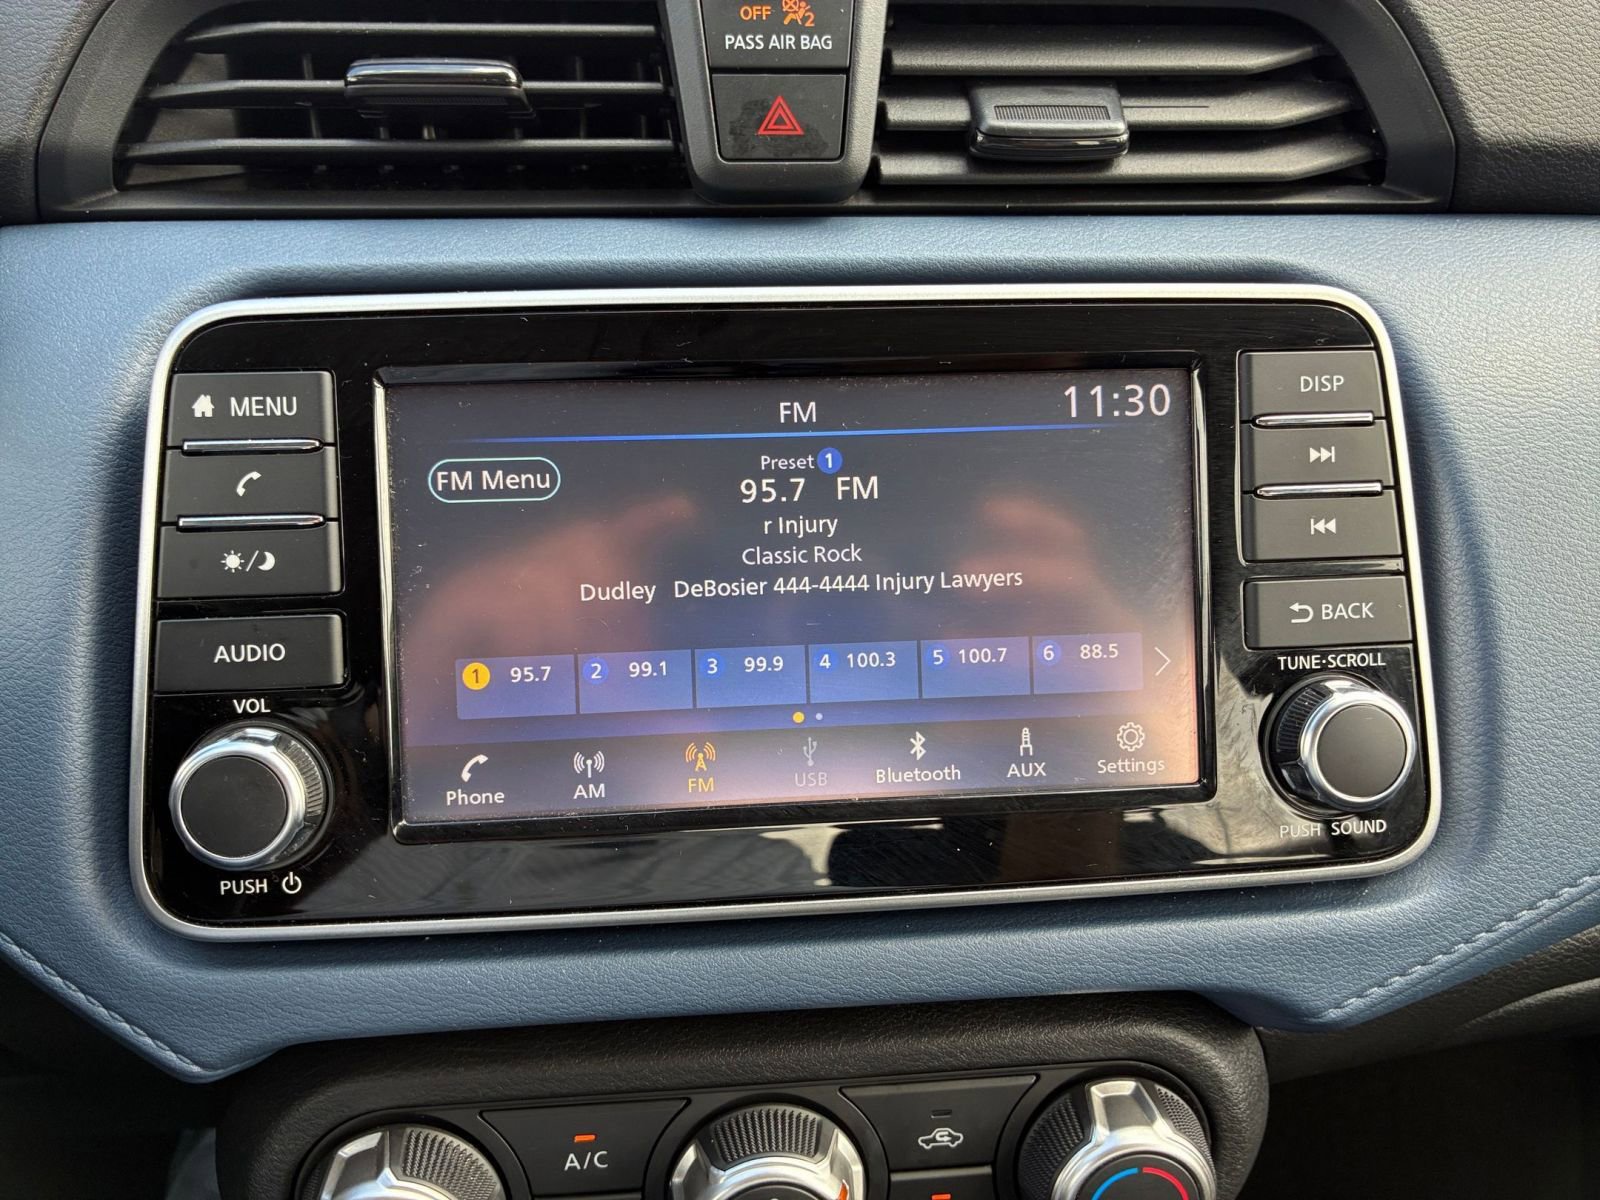 OFF 2
PASS AIR BAG
MENU
AUDIO
VOL
PUSH
FM
11:30
FM Menu
Preset 1
95.7 FM
r Injury
Classic Rock
Dudley DeBosier 444-4444 Injury Lawyers
1 95.7 2 99.1 3 99.9 4 100.3 5 100.7 6 88.5
Phone AM FM USB Bluetooth AUX Settings
DISP
BACK
TUNE·SCROLL
PUSH SOUND
A/C